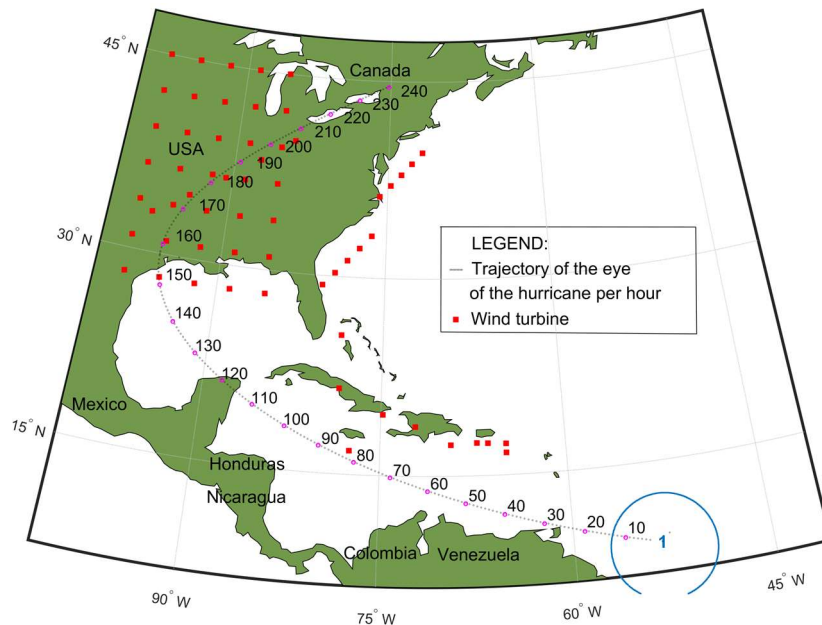 45° N
Canada
240
230
220
210
USA
200
190
180
170
30° N
160
LEGEND:
Trajectory of the eye
of the hurricane per hour
Wind turbine
150
140
130
120
Mexico
110
100
15° N
90
Honduras
80
70
Nicaragua
60
50
40
30
20
10
1
Colombia
Venezuela
45° W
60° W
90° W
75° W